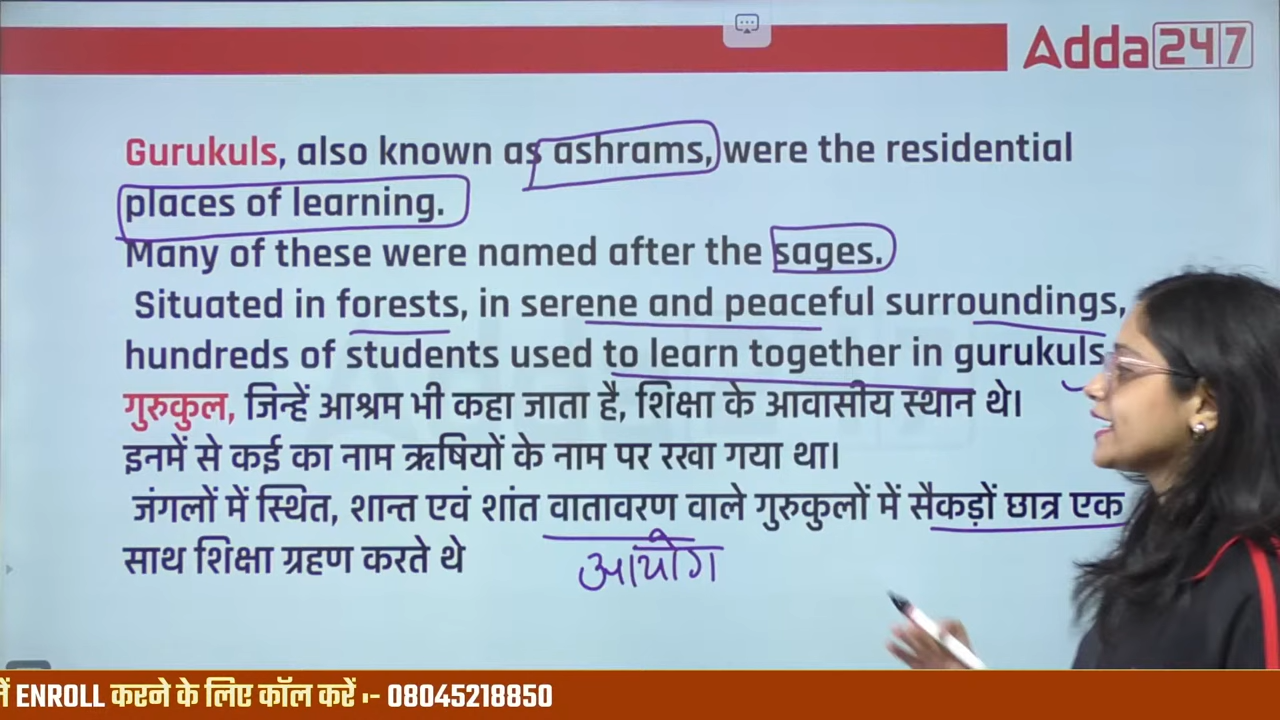 Adda247
Gurukuls, also known as ashrams, were the residential
places of learning.
Many of these were named after the sages.
Situated in forests, in serene and peaceful surroundings,
hundreds of students used to learn together in gurukuls
गुरुकुल, जिन्हें आश्रम भी कहा जाता है, शिक्षा के आवासीय स्थान थे।
इनमें से कई का नाम ऋषियों के नाम पर रखा गया था।
जंगलों में स्थित, शान्त एवं शांत वातावरण वाले गुरुकुलों में सैकड़ों छात्र एक
साथ शिक्षा ग्रहण करते थे
आयोग
ENROLL करने के लिए कॉल करें :- 08045218850